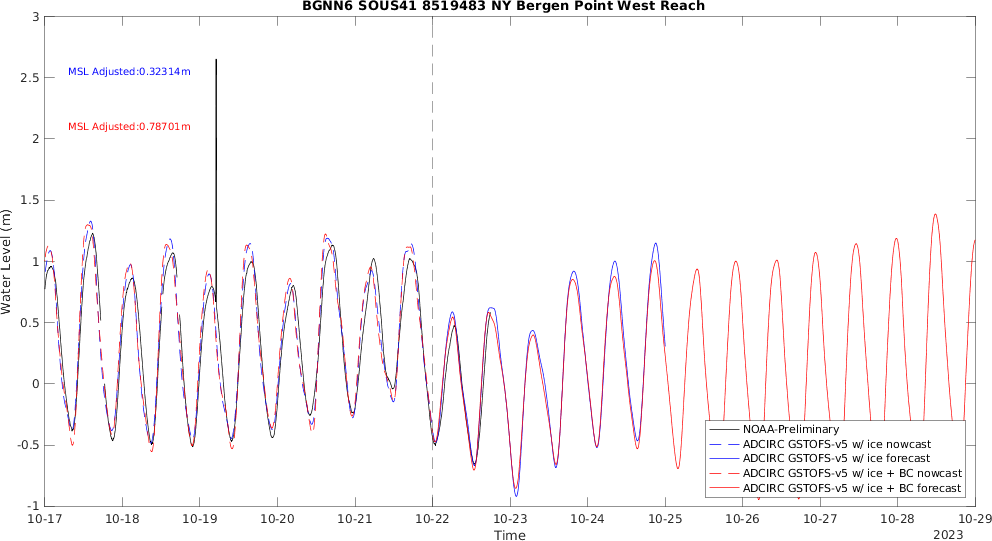 BGNN6 SOUS41 8519483 NY Bergen Point West Reach
3
2.5
2
1.5
1
0.5
0
-0.5
-1
Water Level (m)
MSL Adjusted:0.32314m
MSL Adjusted:0.78701m
NOAA-Preliminary
ADCIRC GSTOFS-v5 w/ ice nowcast
ADCIRC GSTOFS-v5 w/ ice forecast
ADCIRC GSTOFS-v5 w/ ice + BC nowcast
ADCIRC GSTOFS-v5 w/ ice + BC forecast
10-17 10-18 10-19 10-20 10-21 10-22 10-23 10-24 10-25 10-26 10-27 10-28 10-29
Time
2023